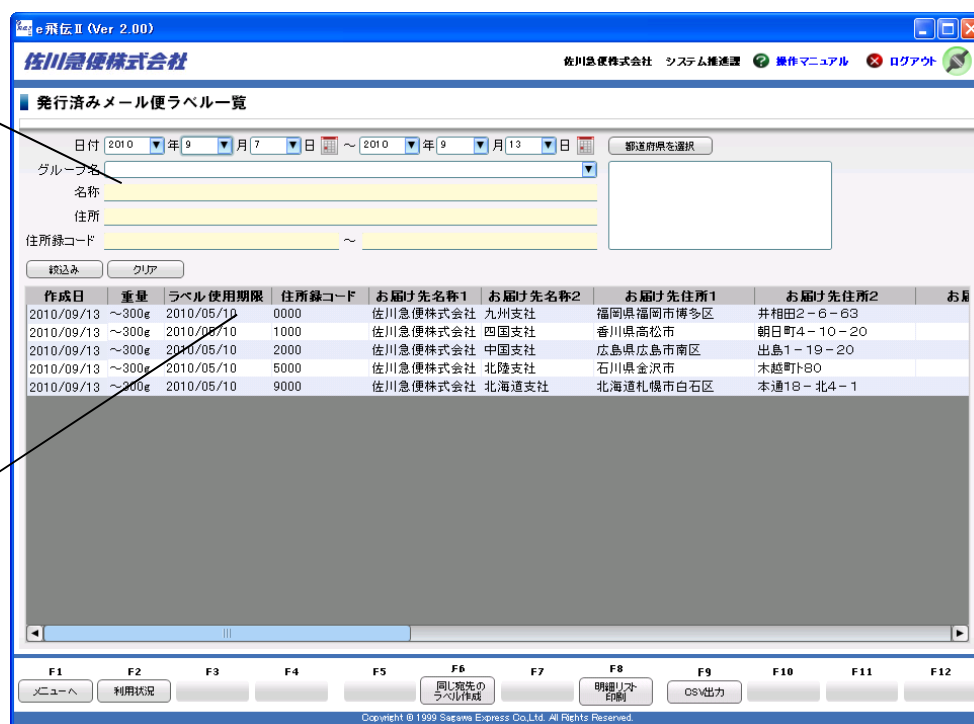 e飛伝Ⅱ (Ver 2.00)
佐川急便株式会社
佐川急便株式会社 システム推進課 操作マニュアル ログアウト
発行済みメール便ラベル一覧
日付 2010 年 9 月 7 日 ～ 2010 年 9 月 13 日 都道府県を選択
グループ名
名称
住所
住所録コード ～
絞込み クリア
作成日 重量 ラベル使用期限 住所録コード お届け先名称1 お届け先名称2 お届け先住所1 お届け先住所2 お届
2010/09/13 ～300g 2010/05/10 0000 佐川急便株式会社 九州支社 福岡県福岡市博多区 井相田2－6－63
2010/09/13 ～300g 2010/05/10 1000 佐川急便株式会社 四国支社 香川県高松市 朝日町4－10－20
2010/09/13 ～300g 2010/05/10 2000 佐川急便株式会社 中国支社 広島県広島市南区 出島1－19－20
2010/09/13 ～300g 2010/05/10 5000 佐川急便株式会社 北陸支社 石川県金沢市 木越町ト80
2010/09/13 ～300g 2010/05/10 9000 佐川急便株式会社 北海道支社 北海道札幌市白石区 本通18－北4－1
F1 F2 F3 F4 F5 F6 F7 F8 F9 F10 F11 F12
メニューへ 利用状況 同じ宛先のラベル作成 明細リスト印刷 CSV出力
Copyright © 1999 Sagawa Express Co.,Ltd. All Rights Reserved.